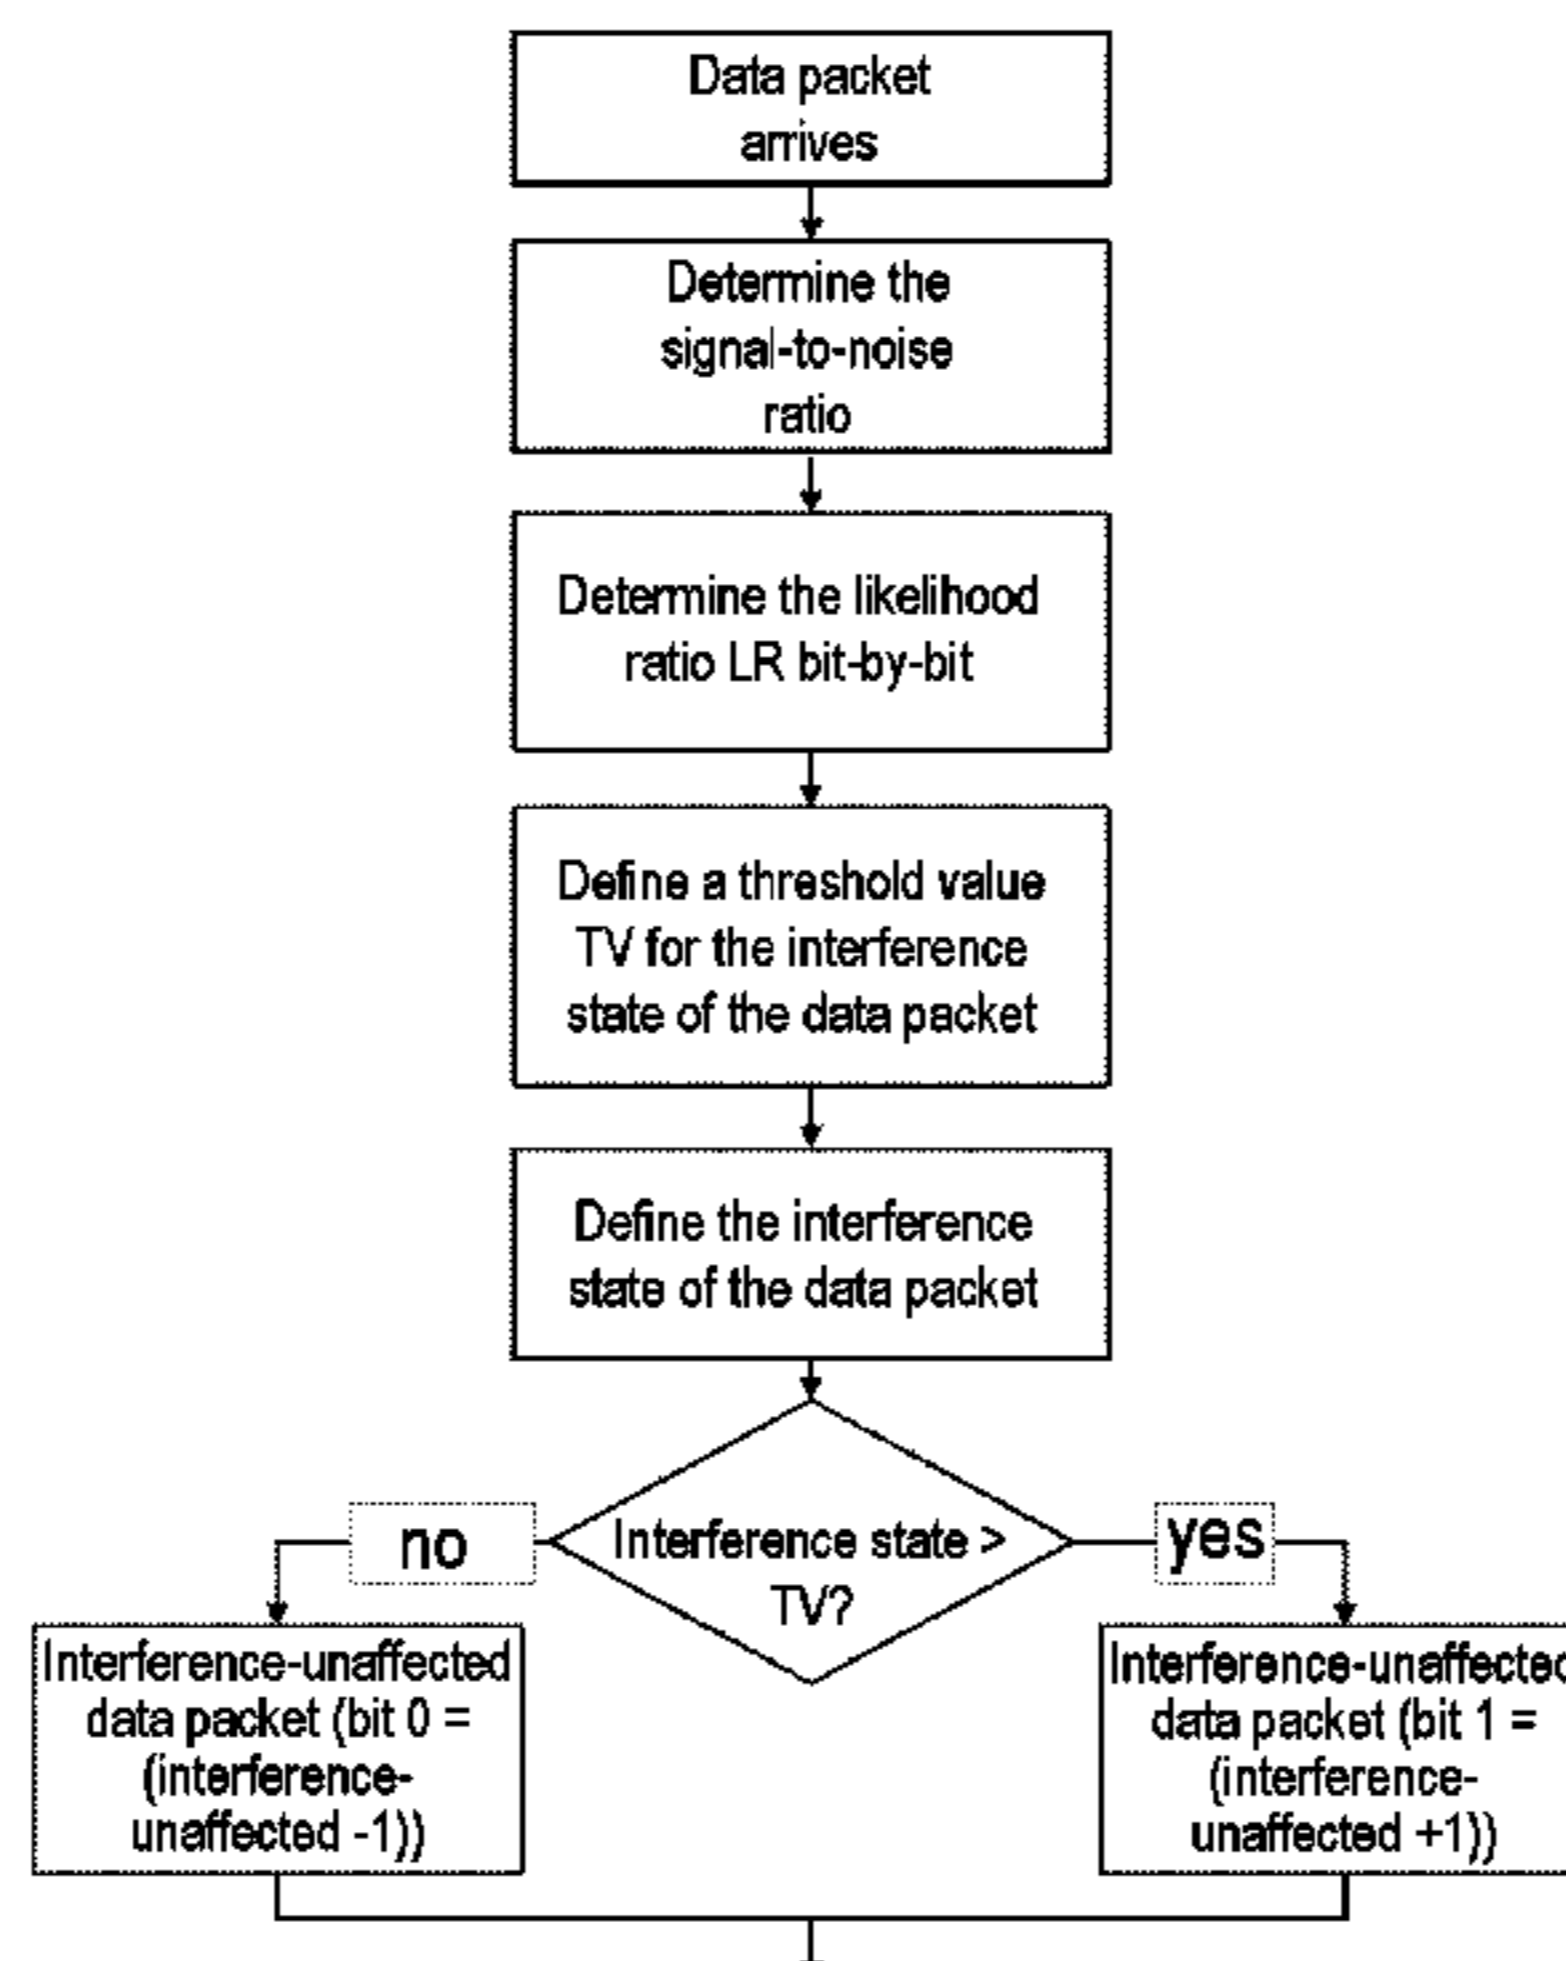 Data packet
arrives
Determine the
signal-to-noise
ratio
Determine the likelihood
ratio LR bit-by-bit
Define a threshold value
TV for the interference
state of the data packet
Define the interference
state of the data packet
Interference state >
TV?
no
yes
Interference-unaffected
data packet (bit 0 =
(interference-
unaffected -1))
Interference-unaffected
data packet (bit 1 =
(interference-
unaffected +1))